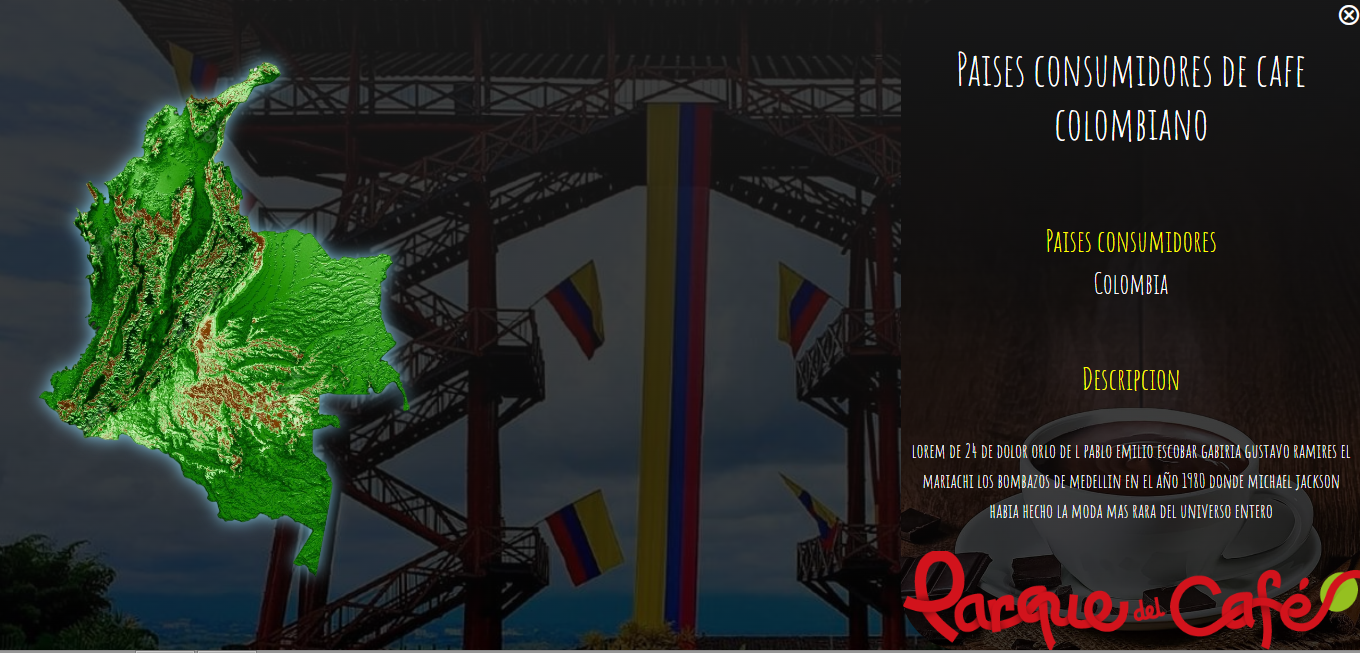 Paises consumidores de cafe
colombiano
Paises consumidores
Colombia
Descripcion
lorem de 24 de dolor orlo de l pablo emilio escobar gabiria gustavo ramires el
mariachi los bombazos de medellin en el año 1980 donde michael jackson
habia hecho la moda mas rara del universo entero
Parque del Café